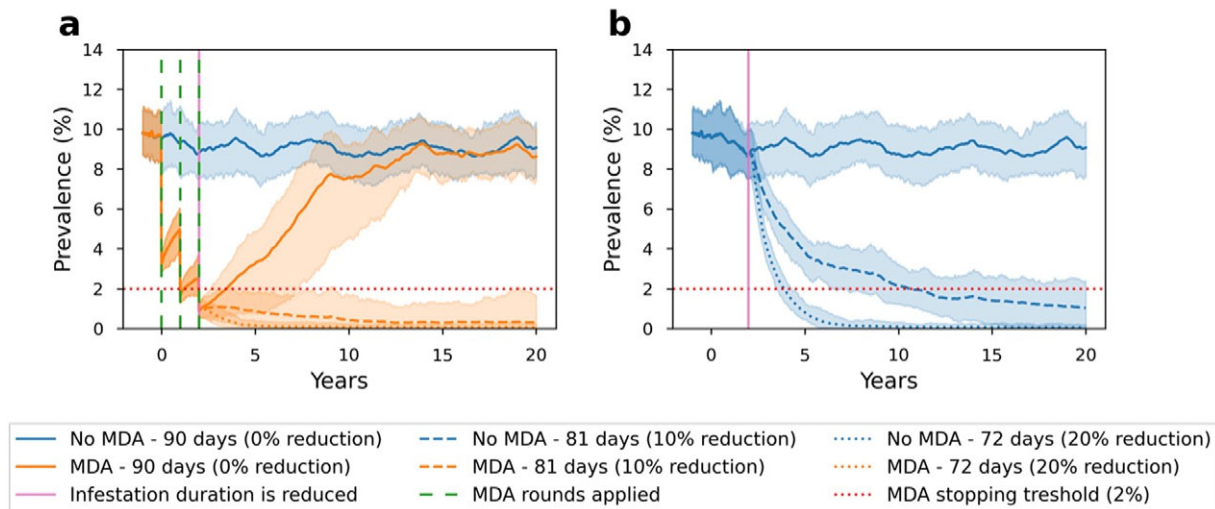 a
b
14
12
10
8
6
4
2
0
Prevalence (%)
0 5 10 15 20
Years
14
12
10
8
6
4
2
0
Prevalence (%)
0 5 10 15 20
Years
No MDA - 90 days (0% reduction) No MDA - 81 days (10% reduction) No MDA - 72 days (20% reduction)
MDA - 90 days (0% reduction) MDA - 81 days (10% reduction) MDA - 72 days (20% reduction)
Infestation duration is reduced MDA rounds applied MDA stopping treshold (2%)